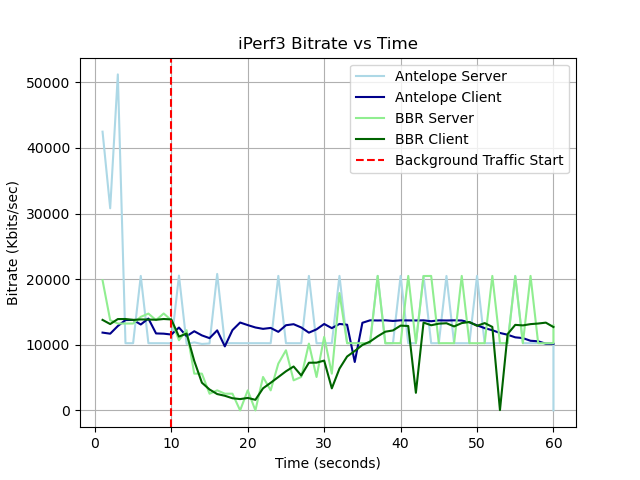 iPerf3 Bitrate vs Time
Antelope Server
Antelope Client
BBR Server
BBR Client
Background Traffic Start
Bitrate (Kbits/sec)
50000
40000
30000
20000
10000
0
0 10 20 30 40 50 60
Time (seconds)